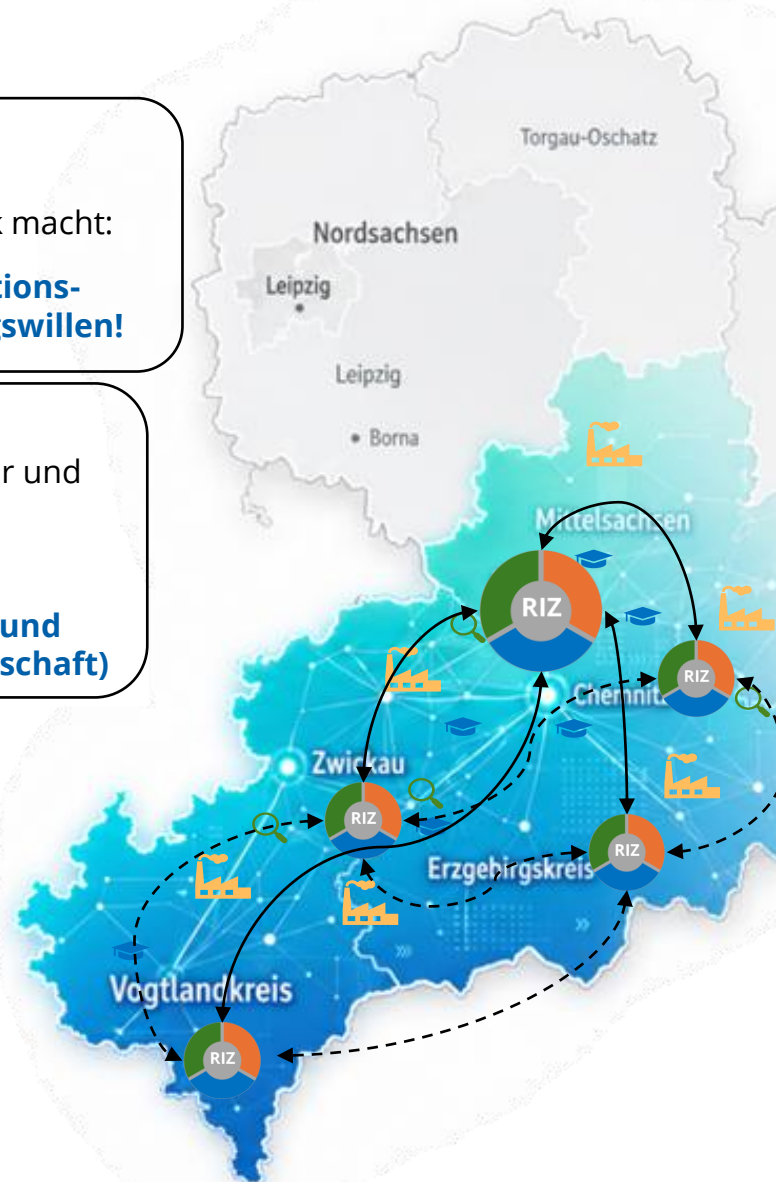 macht:
tions-
gswillen!
r und
und
schaft)
Torgau-Oschatz
Nordsachsen
Leipzig
Leipzig
Borna
Mittelsachsen
RIZ
RIZ
Chemnitz
Zwickau
RIZ
RIZ
Erzgebirgskreis
Vogtlandkreis
RIZ